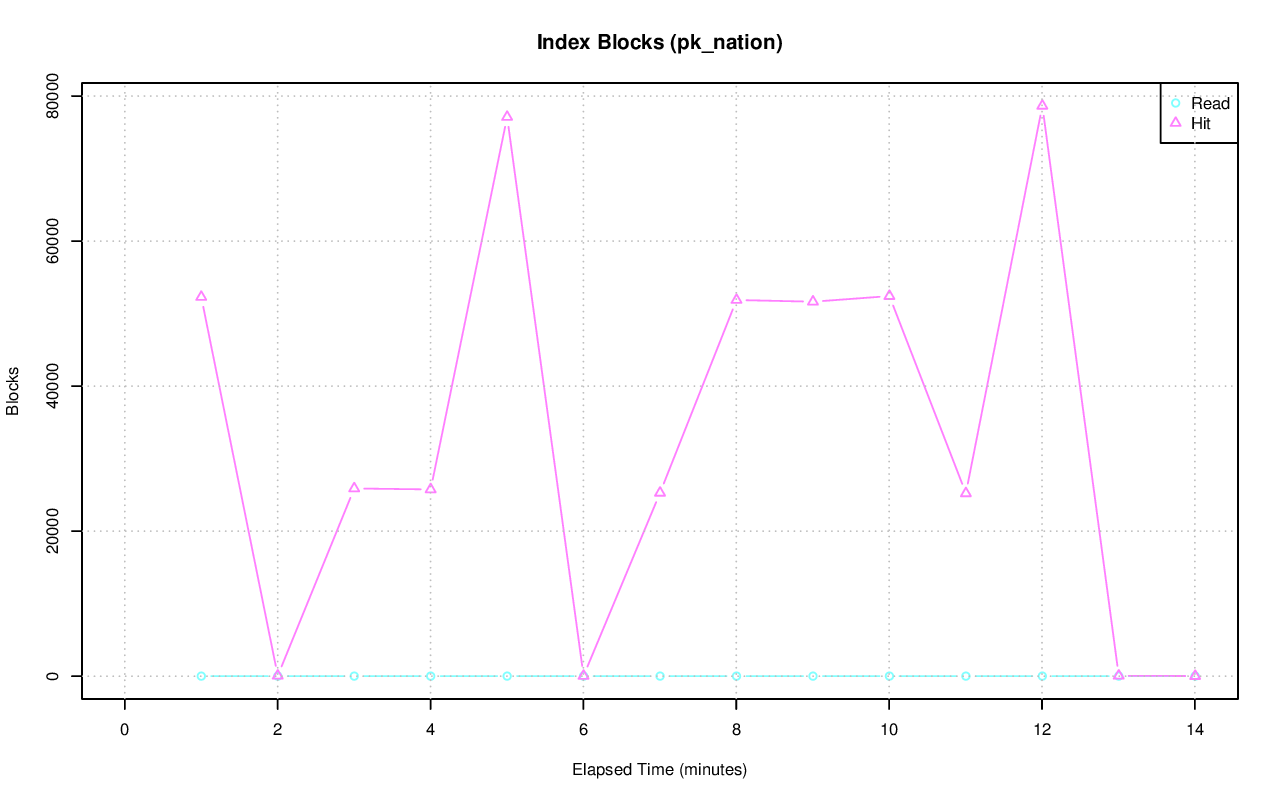 Index Blocks (pk_nation)
Read
Hit
80000
60000
40000
20000
0
Blocks
0 2 4 6 8 10 12 14
Elapsed Time (minutes)